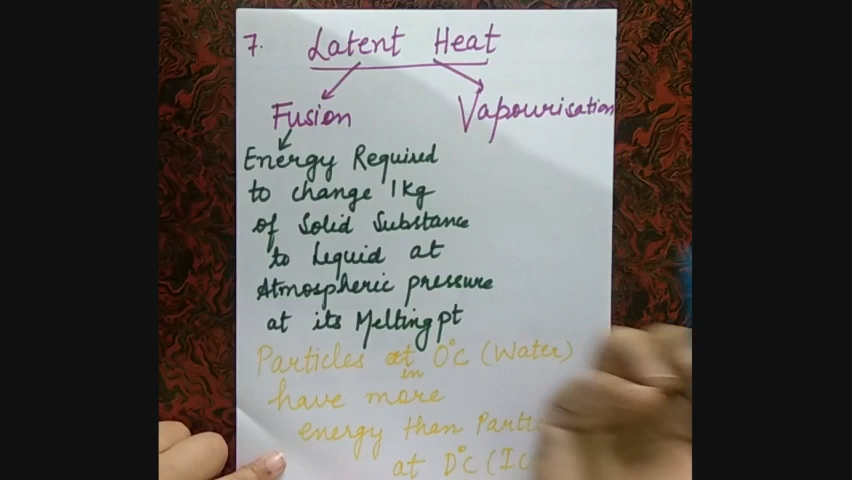 7. Latent Heat
Fusion Vapourisation
Energy Required
to change 1kg
of Solid Substance
to Liquid at
Atmospheric pressure
at its Melting pt
Particles at 0°C (Water)
in
have more
energy than
at 0°C (